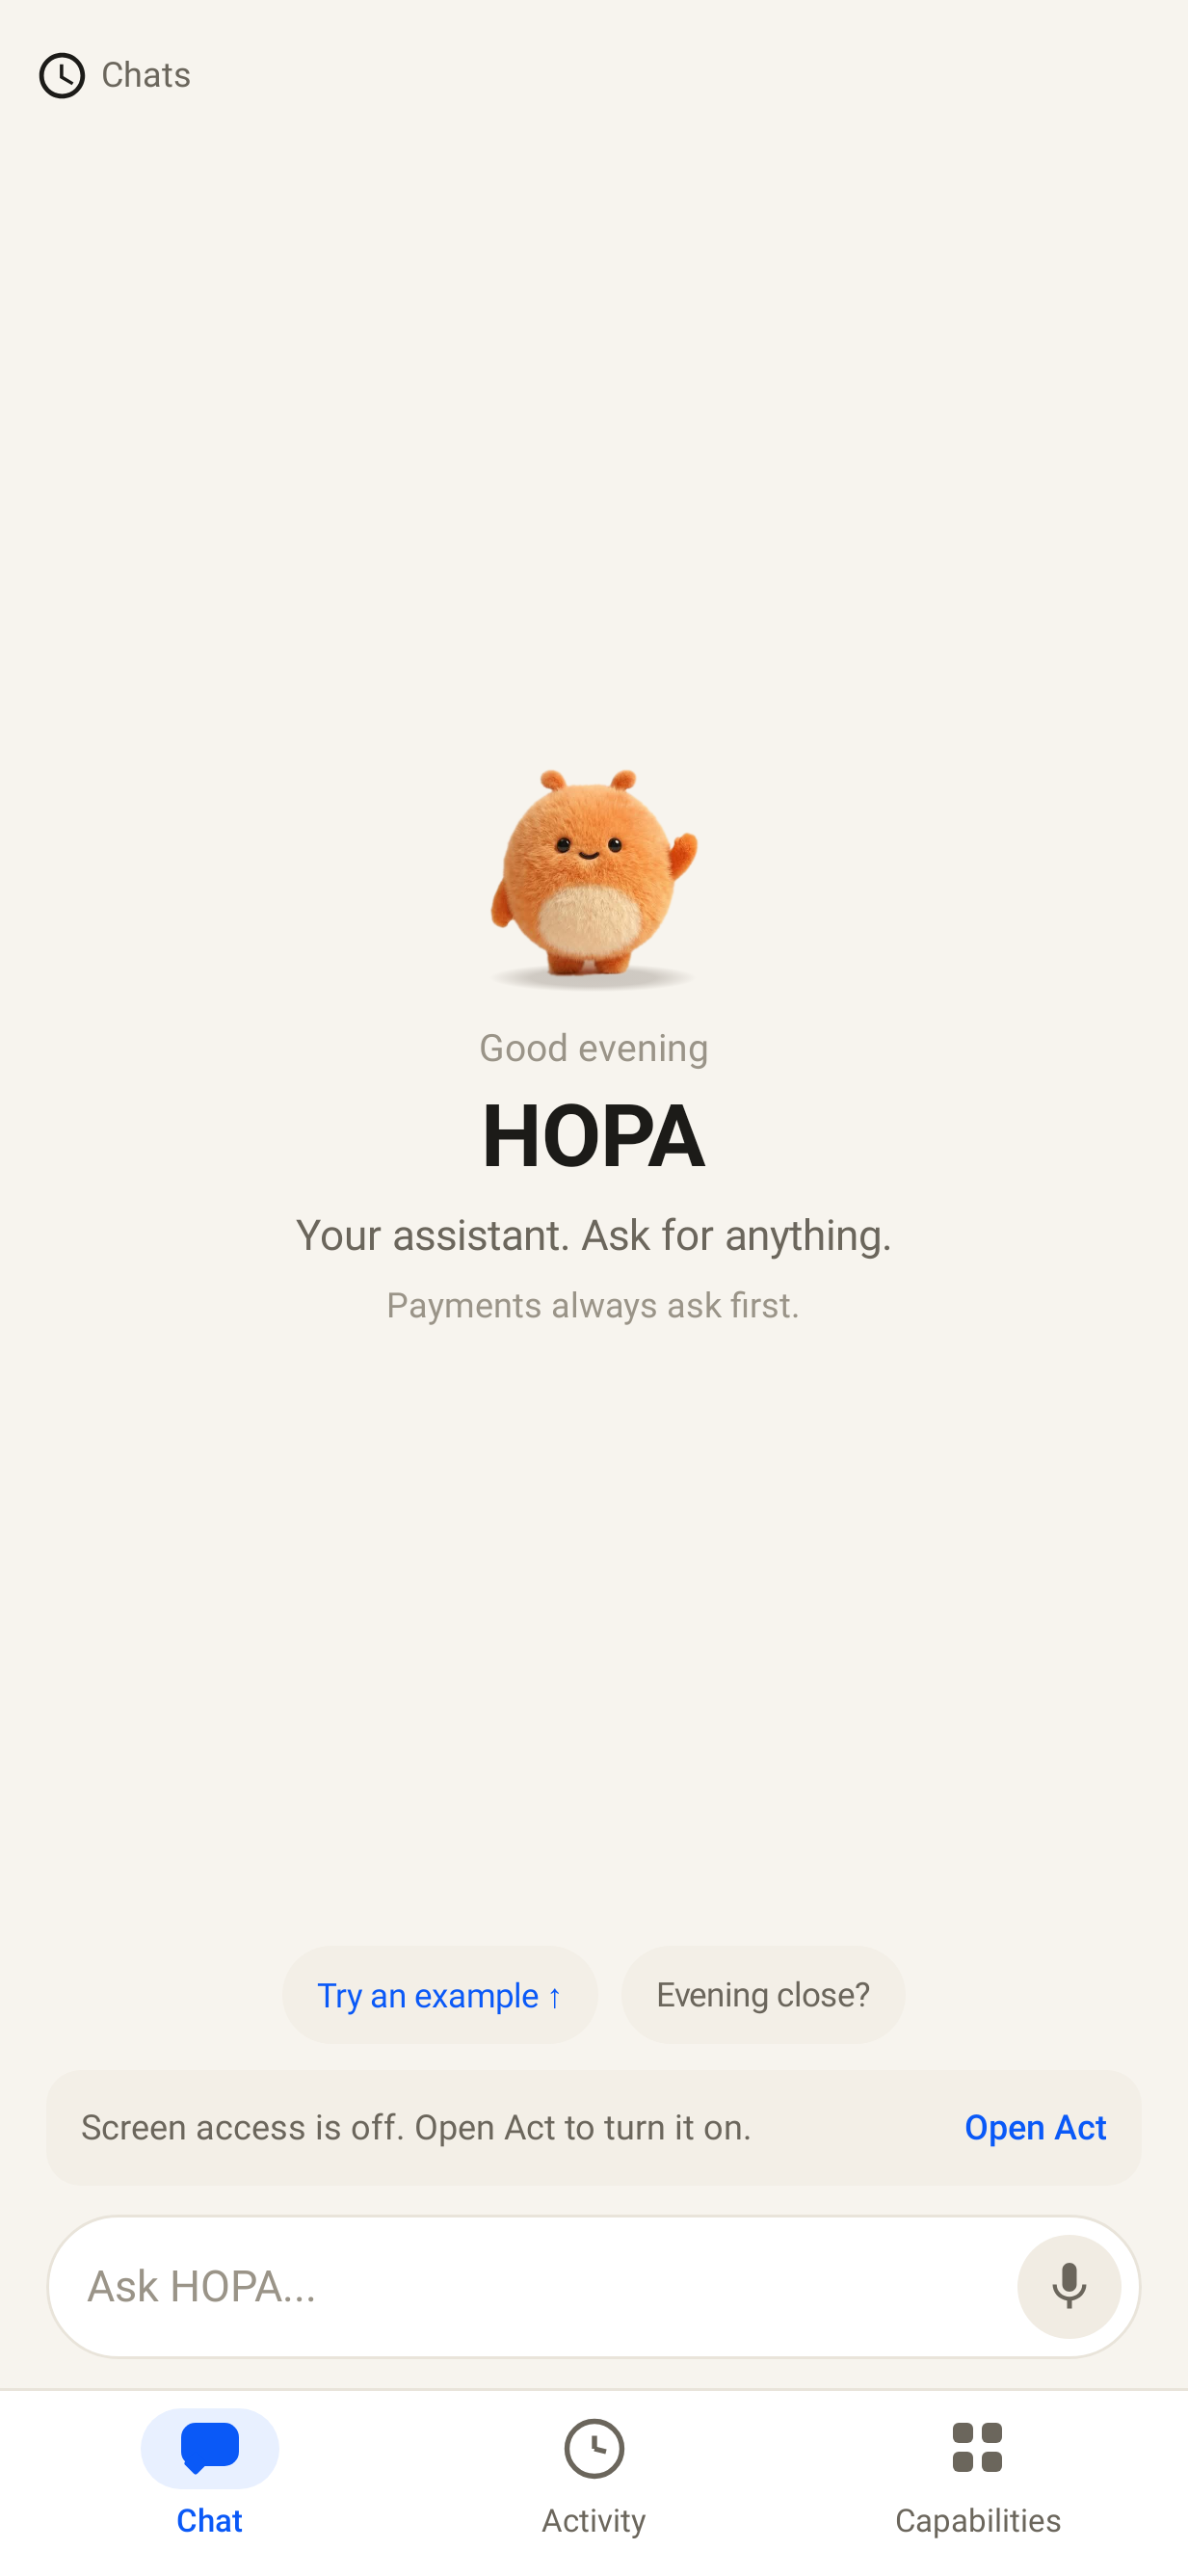 Chats
Good evening
HOPA
Your assistant. Ask for anything.
Payments always ask first.
Try an example ↑
Evening close?
Screen access is off. Open Act to turn it on.
Open Act
Ask HOPA...
Chat
Activity
Capabilities